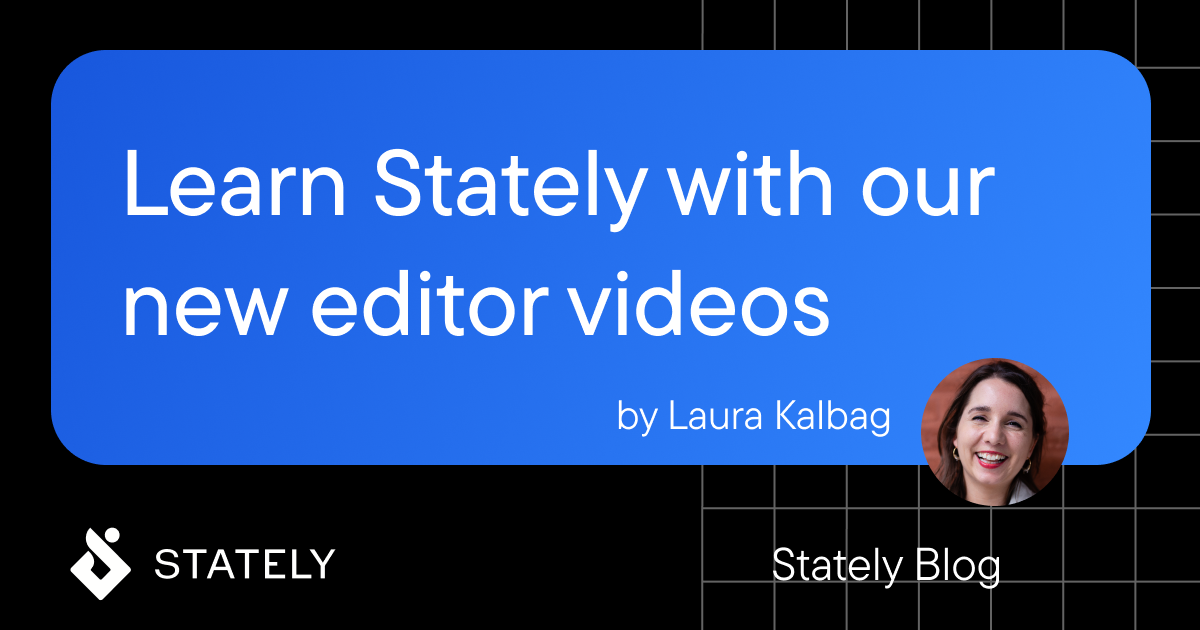 Learn Stately with our
new editor videos
by Laura Kalbag
STATELY
Stately Blog